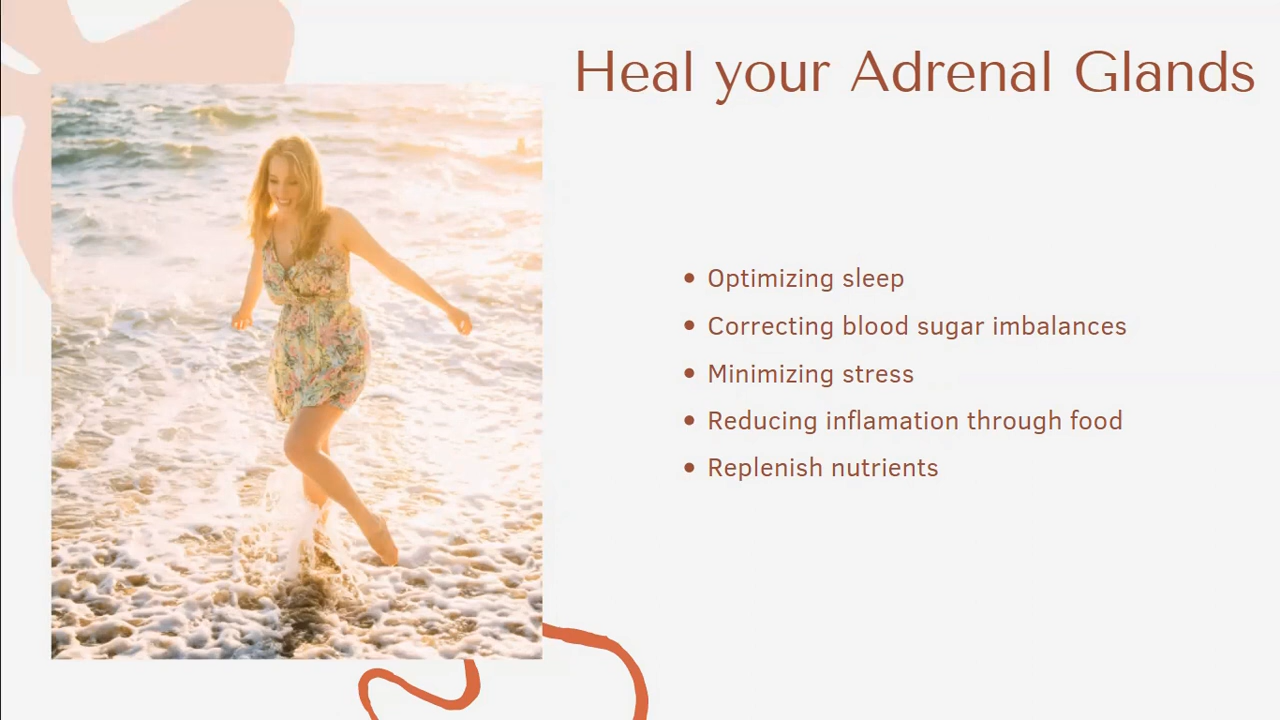 Heal your Adrenal Glands
• Optimizing sleep
• Correcting blood sugar imbalances
• Minimizing stress
• Reducing inflamation through food
• Replenish nutrients